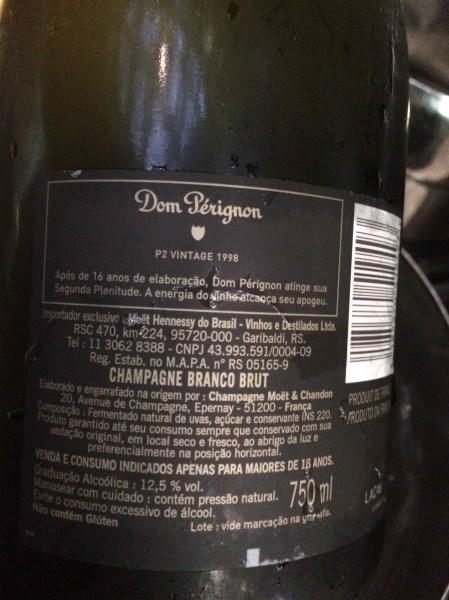 Dom Pérignon
P2 VINTAGE 1998
Após de 16 anos de elaboração, Dom Pérignon atinge sua
Segunda Plenitude. A energia do vinho alcança seu apogeu.
Importador exclusivo : Moët Hennessy do Brasil - Vinhos e Destilados Ltda.
RSC 470, km 224, 95720-000 - Garibaldi, RS.
Tel : 11 3062 8388 - CNPJ 43.993.591/0004-09
Reg. Estab. no M.A.P.A. n° RS 05165-9
CHAMPAGNE BRANCO BRUT
Elaborado e engarrafado na origem por : Champagne Moët & Chandon
20, Avenue de Champagne, Epernay - 51200 - França
Composição : Fermentado natural de uvas, açúcar e conservante INS 220.
Produto garantido até seu consumo sempre que conservado com sua
vedação original, em local seco e fresco, ao abrigo da luz e
preferencialmente na posição horizontal.
VENDA E CONSUMO INDICADOS APENAS PARA MAIORES DE 18 ANOS.
Graduação Alcoólica : 12,5 % vol.
Manusear com cuidado : contém pressão natural.
750 ml
Evite o consumo excessivo de álcool.
Não contém Glúten
Lote : vide marcação na garrafa.
PRODUIT DE
PRODUTO DA